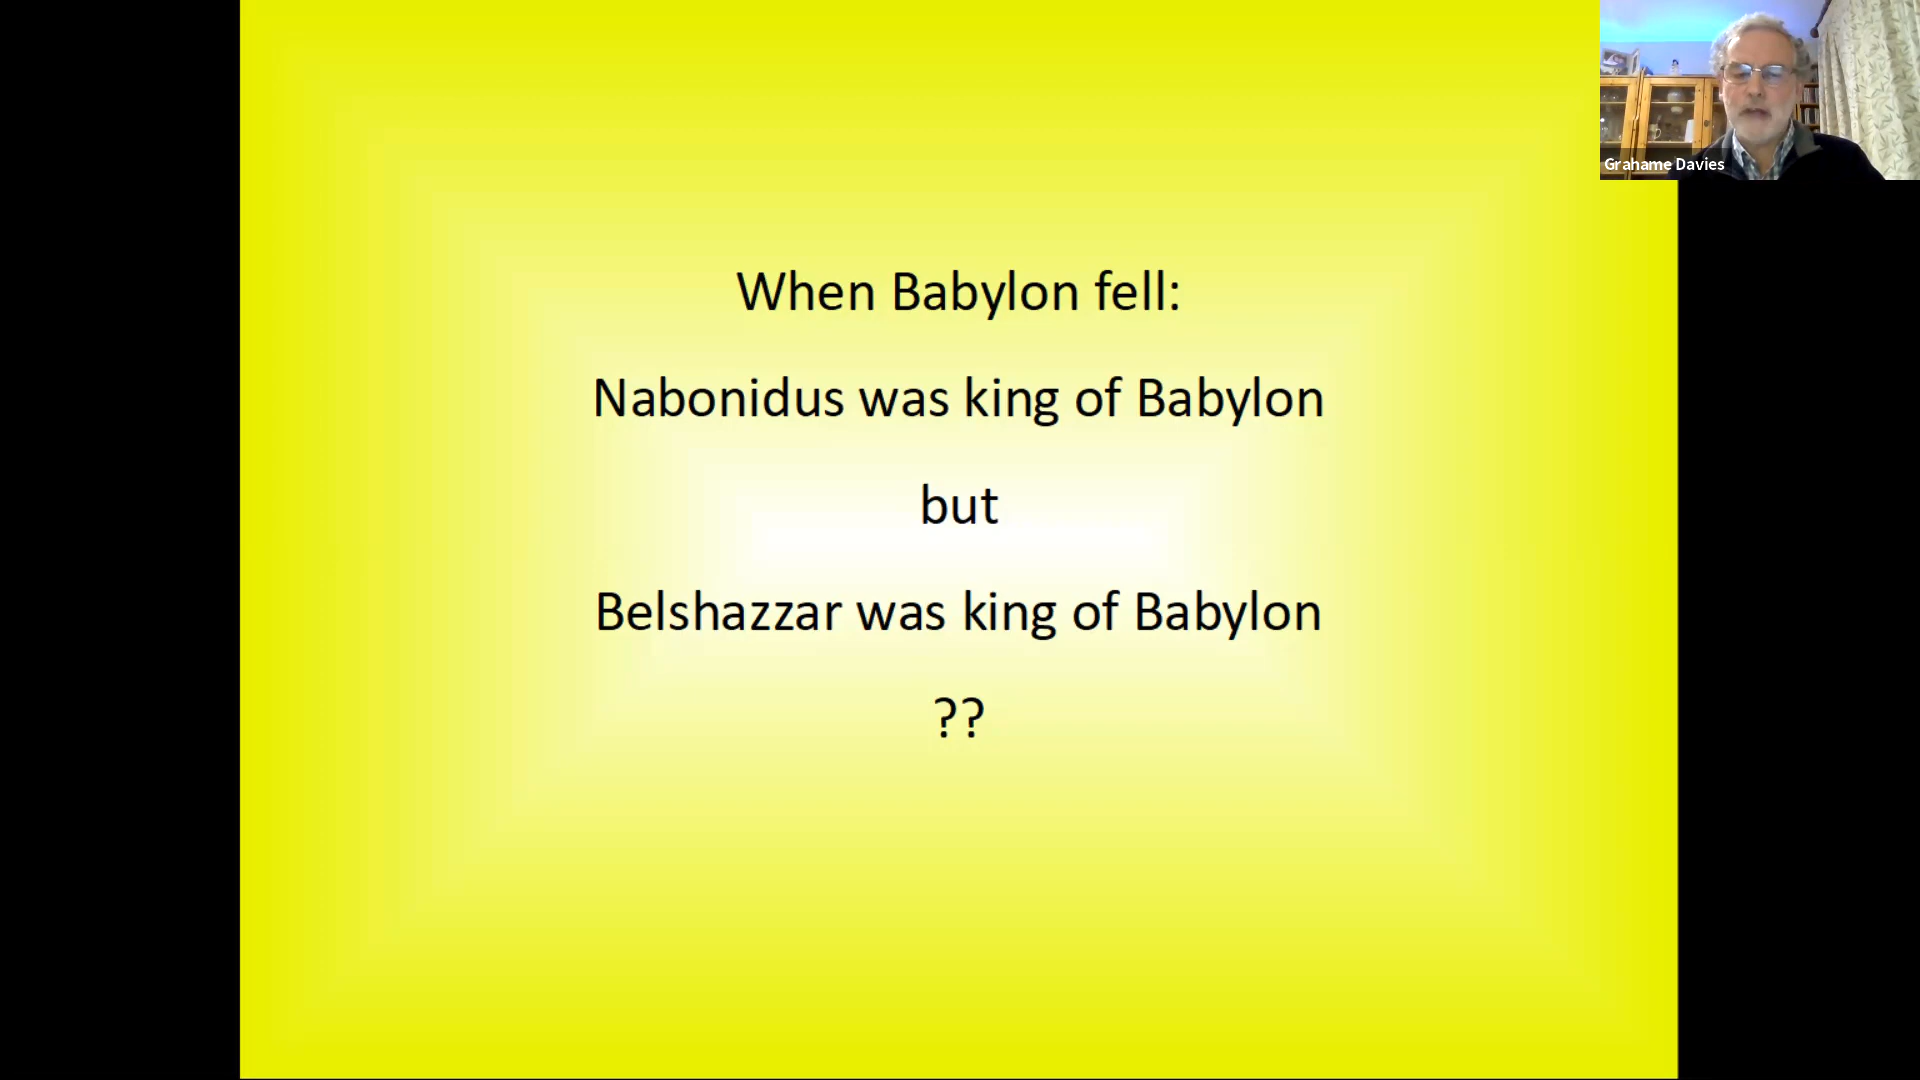 When Babylon fell:
Nabonidus was king of Babylon
but
Belshazzar was king of Babylon
??
Grahame Davies